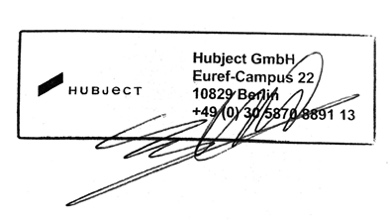 HUBJECT
Hubject GmbH
Euref-Campus 22
10829 Berlin
+49 (0) 30 5870 8891 13